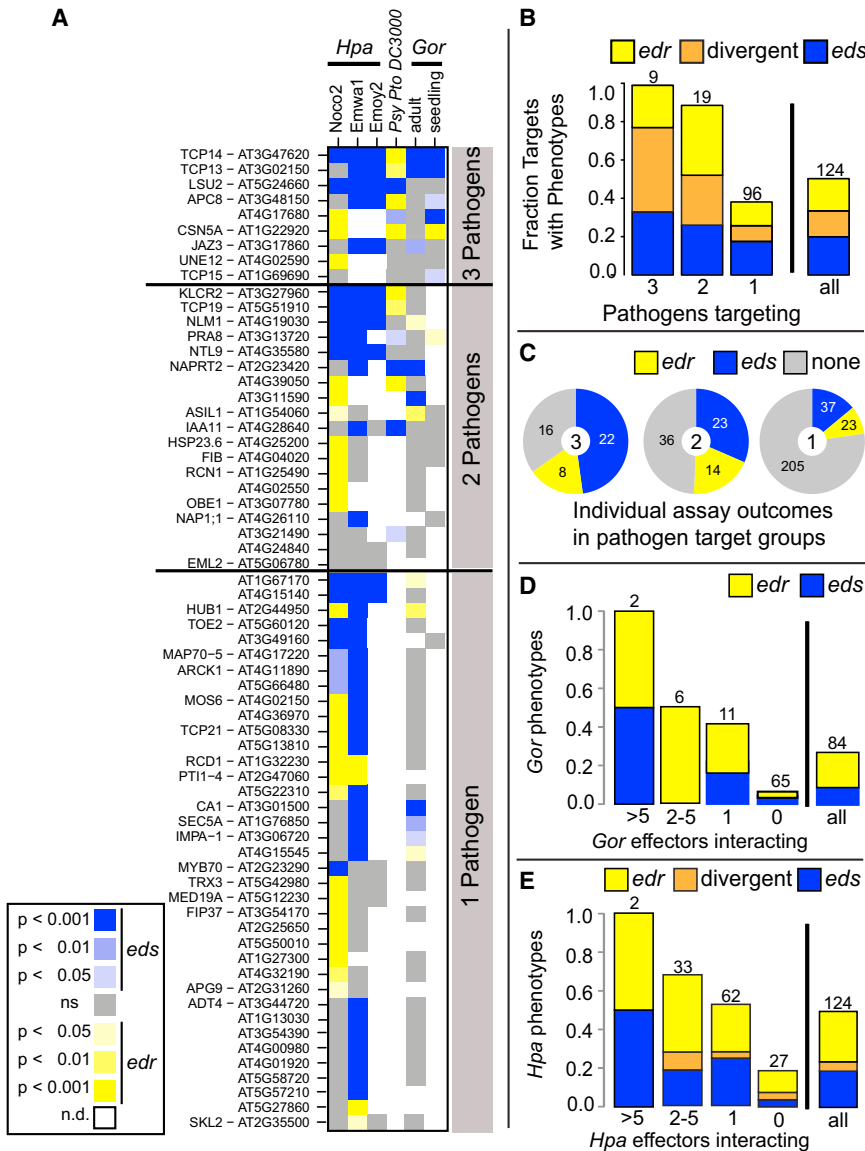 A
Hpa
Psy Pto DC3000
Gor
Noco2
Emwa1
Emoy2
adult
seedling
TCP14 – AT3G47620
TCP13 – AT3G02150
LSU2 – AT5G24660
APC8 – AT3G48150
AT4G17680
CSN5A – AT1G22920
JAZ3 – AT3G17860
UNE12 – AT4G02590
TCP15 – AT1G69690
3 Pathogens
KLCR2 – AT3G27960
TCP19 – AT5G51910
NLM1 – AT4G19030
PRA8 – AT3G13720
NTL9 – AT4G35580
NAPRT2 – AT2G23420
AT4G39050
AT3G11590
ASIL1 – AT1G54060
IAA11 – AT4G28640
HSP23.6 – AT4G25200
FIB – AT4G04020
RCN1 – AT1G25490
AT4G02550
OBE1 – AT3G07780
NAP1;1 – AT4G26110
AT3G21490
AT4G24840
EML2 – AT5G06780
2 Pathogens
AT1G67170
AT4G15140
HUB1 – AT2G44950
TOE2 – AT5G60120
AT3G49160
MAP70-5 – AT4G17220
ARCK1 – AT4G11890
AT5G66480
MOS6 – AT4G02150
AT4G36970
TCP21 – AT5G08330
AT5G13810
RCD1 – AT1G32230
PTI1-4 – AT2G47060
AT5G22310
CA1 – AT3G01500
SEC5A – AT1G76850
IMPA-1 – AT3G06720
AT4G15545
MYB70 – AT2G23290
TRX3 – AT5G42980
MED19A – AT5G12230
FIP37 – AT3G54170
AT2G25650
AT5G50010
AT1G27300
AT4G32190
APG9 – AT2G31260
ADT4 – AT3G44720
AT1G13030
AT3G54390
AT4G00980
AT4G01920
AT5G58720
AT5G57210
AT5G27860
SKL2 – AT2G35500
1 Pathogen
p < 0.001
p < 0.01
p < 0.05
eds
ns
p < 0.05
p < 0.01
p < 0.001
edr
n.d.
B
edr divergent eds
Fraction Targets
with Phenotypes
1.0
0.8
0.6
0.4
0.2
0.0
9
19
96
124
3 2 1 all
Pathogens targeting
C
edr eds none
16 3 22
8
36 2 23
14
37
1 23
205
Individual assay outcomes
in pathogen target groups
D
edr eds
Gor phenotypes
1.0
0.8
0.6
0.4
0.2
0.0
2
6
11
65
84
>5 2-5 1 0 all
Gor effectors interacting
E
edr divergent eds
Hpa phenotypes
1.0
0.8
0.6
0.4
0.2
0.0
2
33
62
27
124
>5 2-5 1 0 all
Hpa effectors interacting